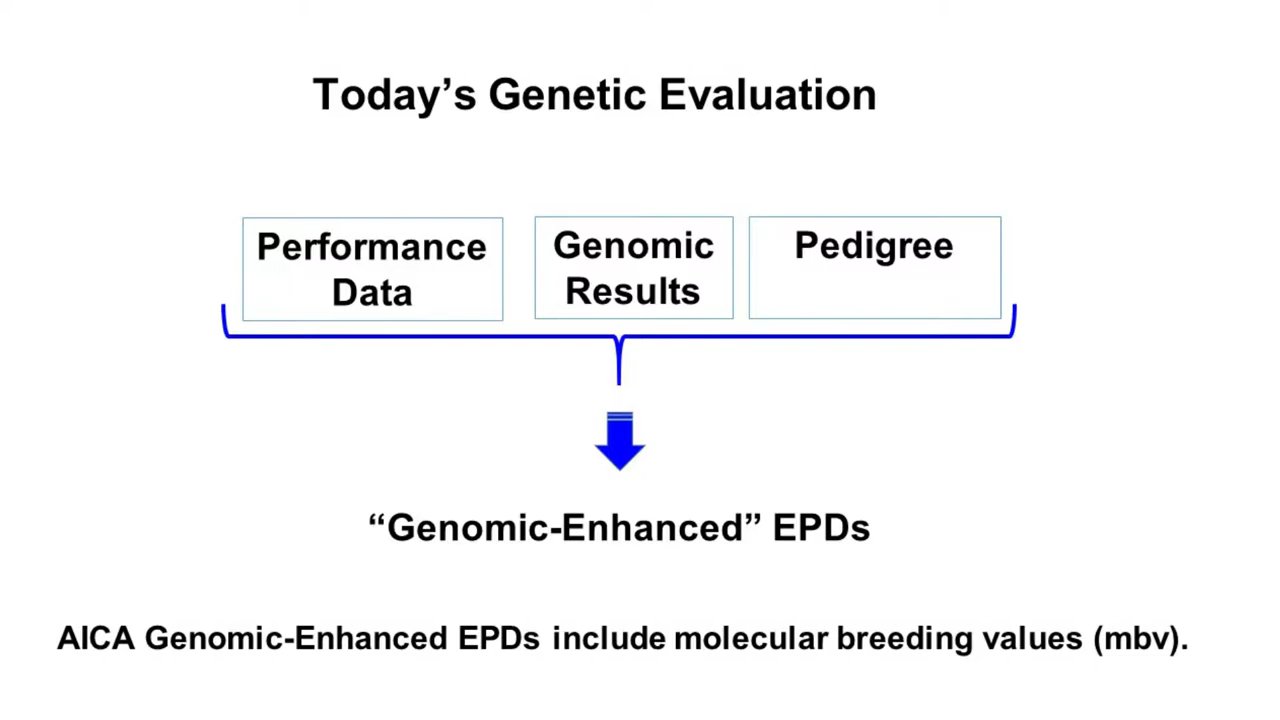 Today’s Genetic Evaluation
Performance
Data
Genomic
Results
Pedigree
“Genomic-Enhanced” EPDs
AICA Genomic-Enhanced EPDs include molecular breeding values (mbv).